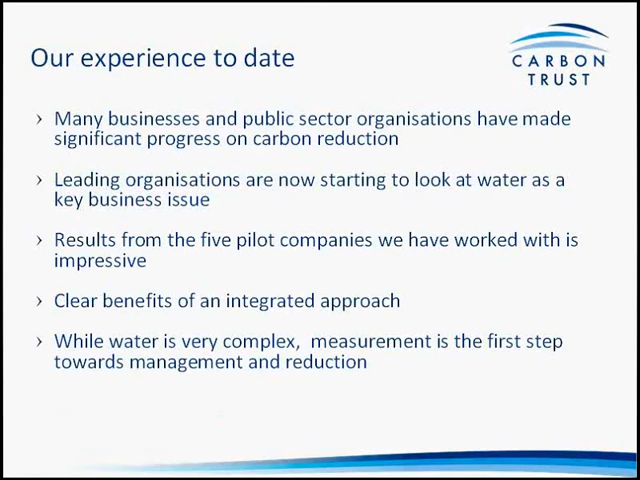 Our experience to date
CARBON
TRUST
› Many businesses and public sector organisations have made
significant progress on carbon reduction
› Leading organisations are now starting to look at water as a
key business issue
› Results from the five pilot companies we have worked with is
impressive
› Clear benefits of an integrated approach
› While water is very complex,  measurement is the first step
towards management and reduction